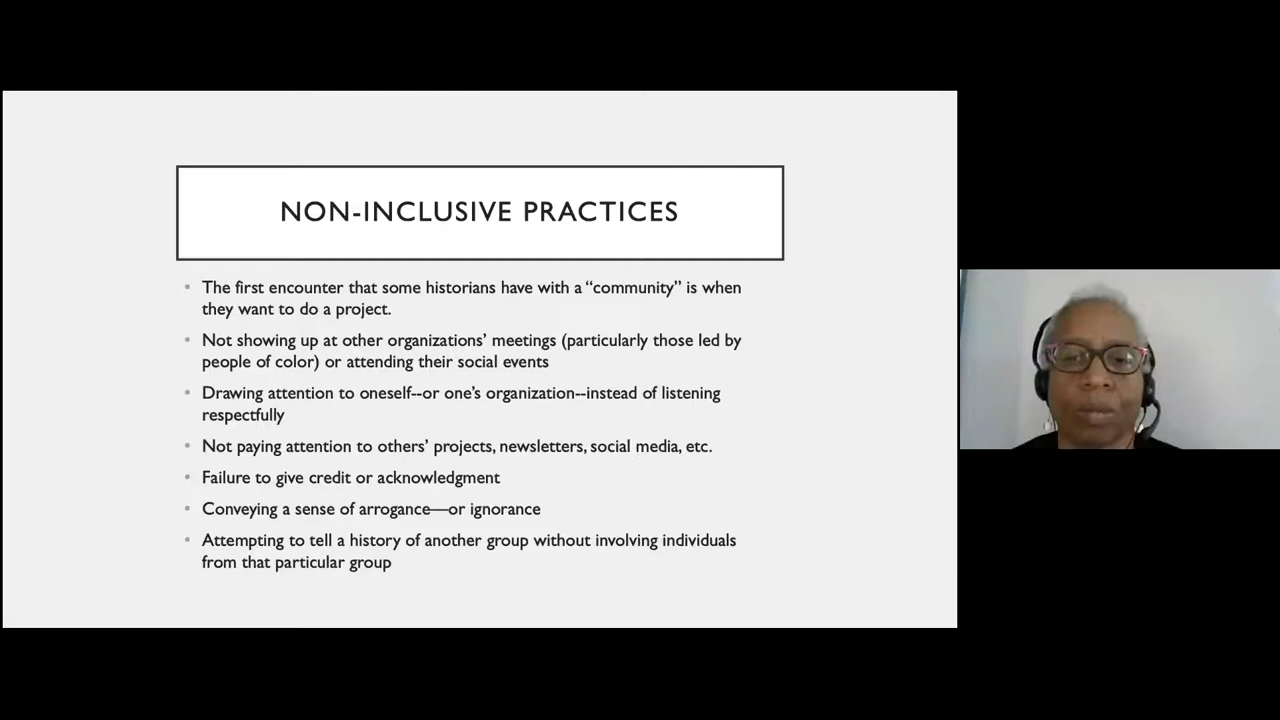 NON-INCLUSIVE PRACTICES
• The first encounter that some historians have with a “community” is when
they want to do a project.
• Not showing up at other organizations’ meetings (particularly those led by
people of color) or attending their social events
• Drawing attention to oneself--or one’s organization--instead of listening
respectfully
• Not paying attention to others’ projects, newsletters, social media, etc.
• Failure to give credit or acknowledgment
• Conveying a sense of arrogance—or ignorance
• Attempting to tell a history of another group without involving individuals
from that particular group